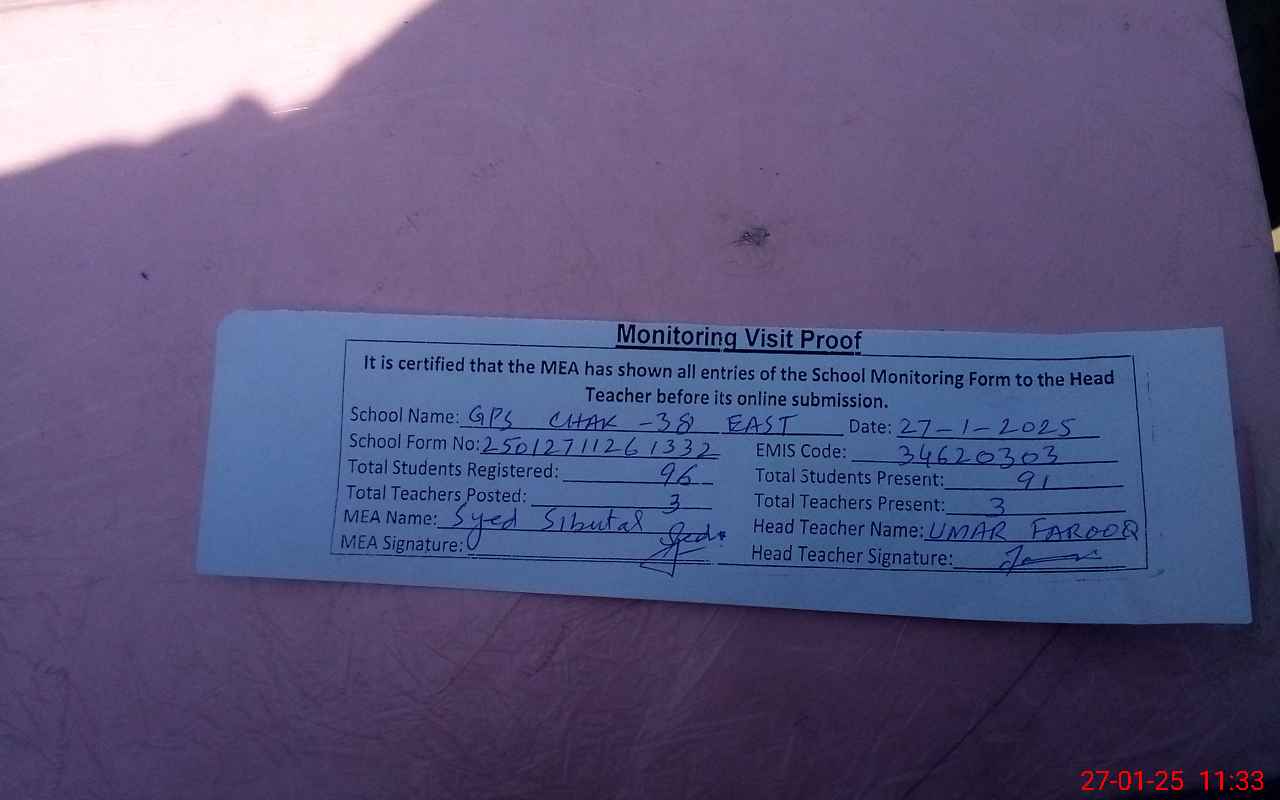 Monitoring Visit Proof
It is certified that the MEA has shown all entries of the School Monitoring Form to the Head
Teacher before its online submission.
School Name: GPS CHAK -38 EAST Date: 27-1-2025
School Form No: 25012711261332 EMIS Code: 34620303
Total Students Registered: 96 Total Students Present: 91
Total Teachers Posted: 3 Total Teachers Present: 3
MEA Name: Syed Sibutal Head Teacher Name: UMAR FAROOQ
MEA Signature: Head Teacher Signature:
27-01-25 11:33